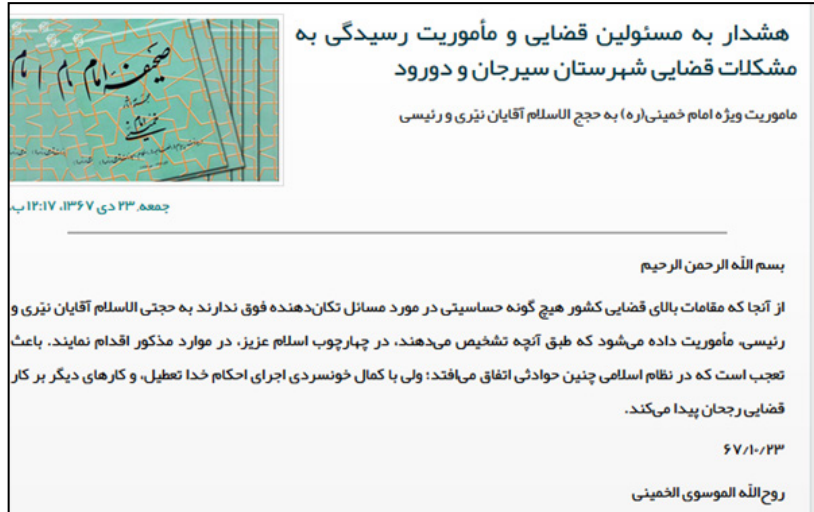 هشدار به مسئولین قضایی و مأموریت رسیدگی به
مشکلات قضایی شهرستان سیرجان و دورود
ماموریت ویژه امام خمینی(ره) به حجج الاسلام آقایان نیّری و رئیسی
صحیفه امام
جمعه, ۲۳ دی ۱۳۶۷، ۱۲:۱۷ ب
بسم اللّه الرحمن الرحیم
از آنجا که مقامات بالای قضایی کشور هیچ گونه حساسیتی در مورد مسائل تکان‌دهنده فوق ندارند به حجتی الاسلام آقایان نیّری و
رئیسی، مأموریت داده می‌شود که طبق آنچه تشخیص می‌دهند، در چهارچوب اسلام عزیز، در موارد مذکور اقدام نمایند. باعث
تعجب است که در نظام اسلامی چنین حوادثی اتفاق می‌افتد؛ ولی با کمال خونسردی اجرای احکام خدا تعطیل، و کارهای دیگر بر کار
قضایی رجحان پیدا می‌کند.
۶۷/۱۰/۲۳
روح‌اللّه الموسوی الخمینی